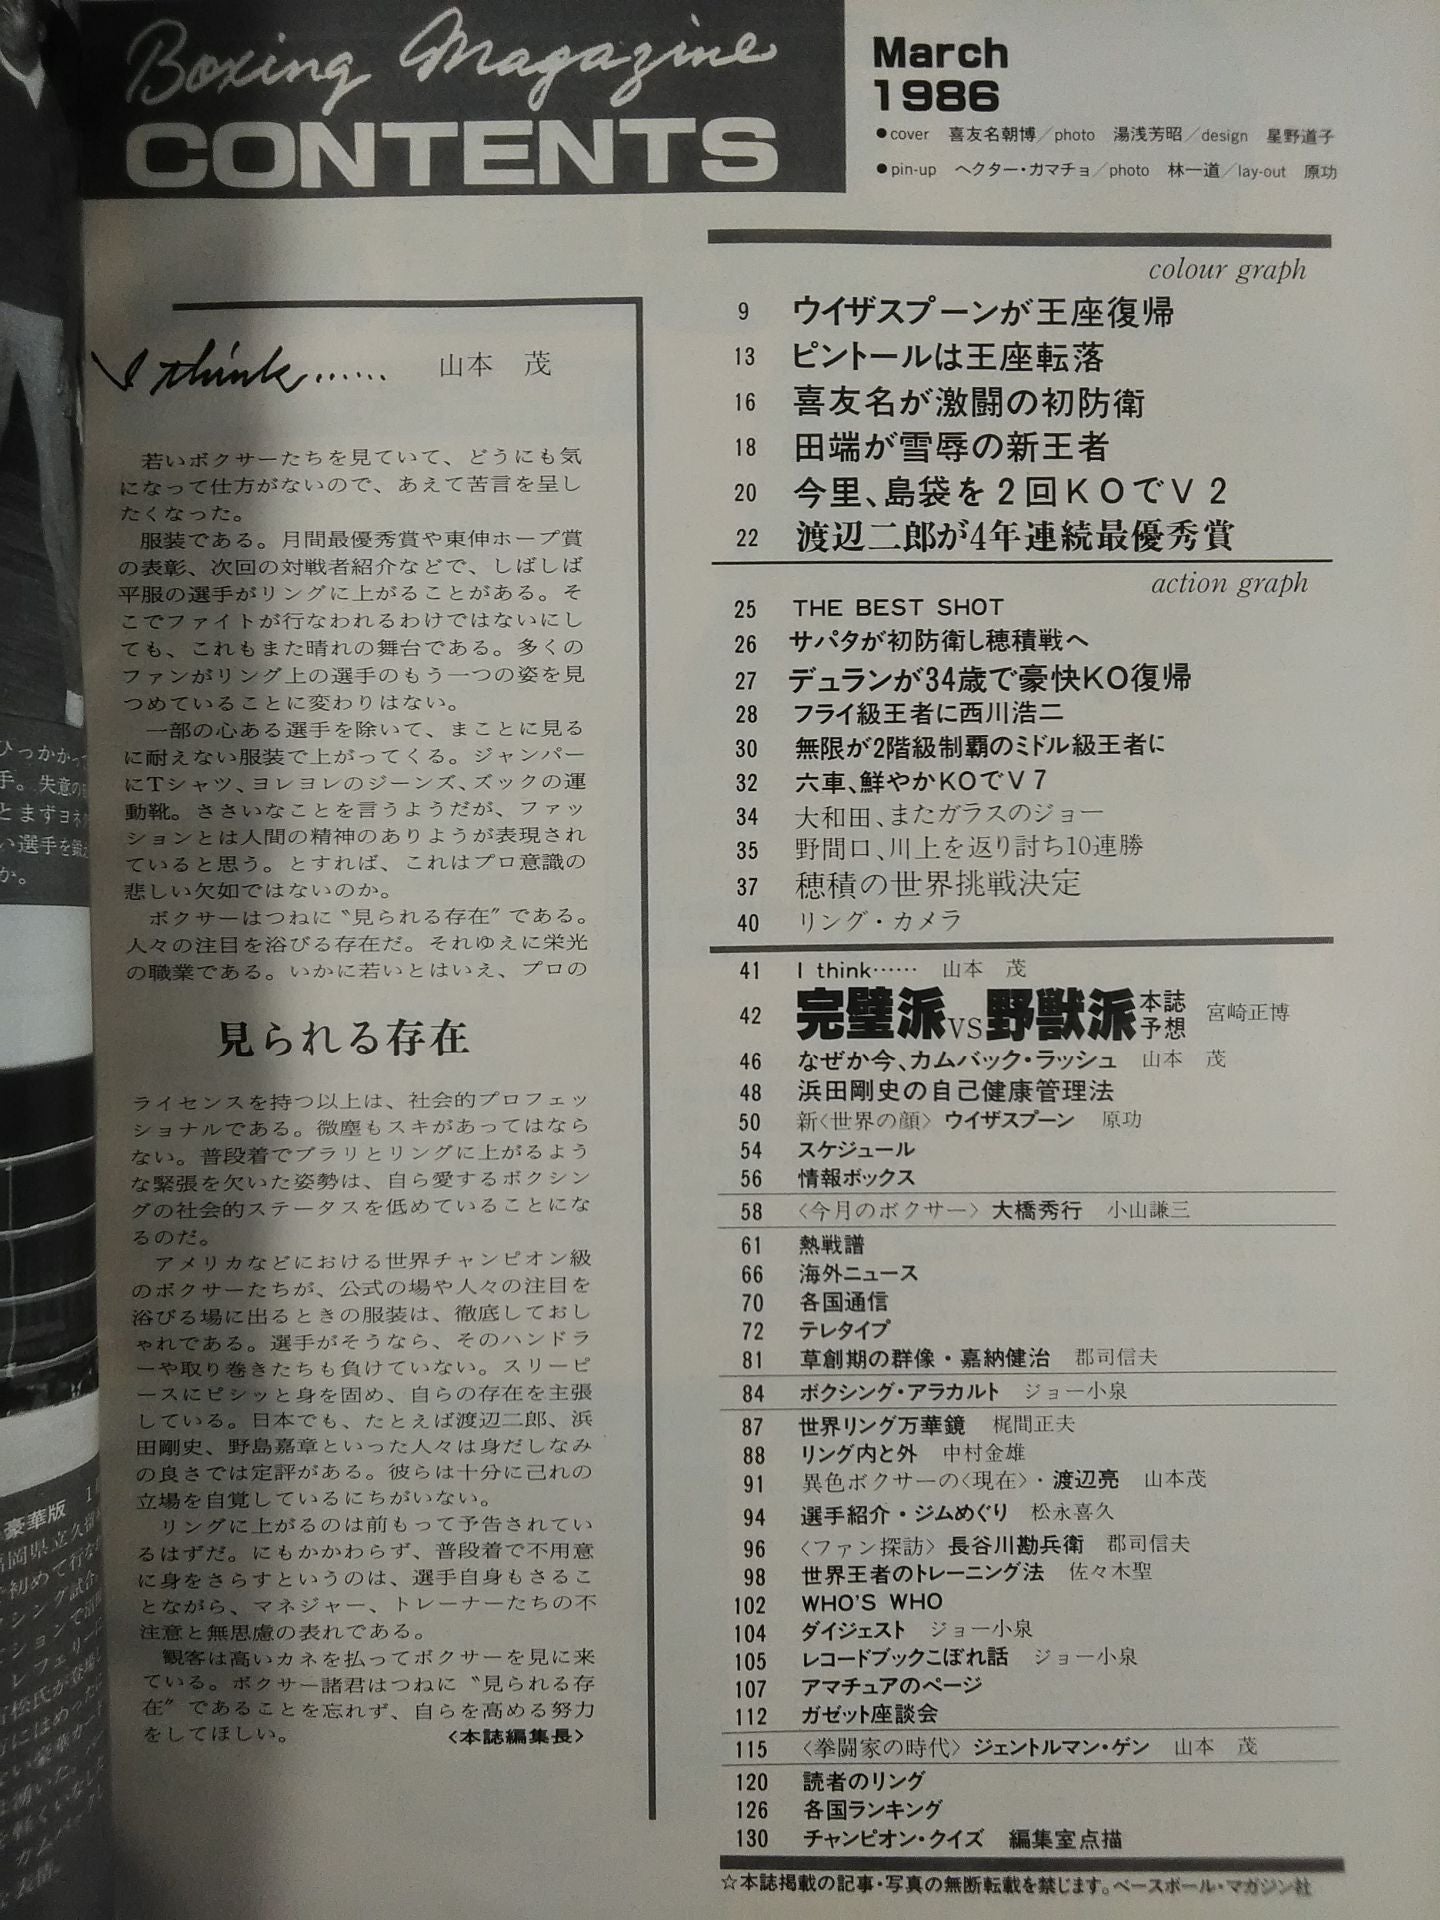 Boxing Magazine
CONTENTS
March
1986
●cover　喜友名朝博／photo　湯浅芳昭／design　星野道子
●pin-up　ヘクター・カマチョ／photo　林一道／lay-out　原功
I think……　山本　茂
若いボクサーたちを見ていて、どうにも気
になって仕方がないので、あえて苦言を呈し
たくなった。
服装である。月間最優秀賞や東伸ホープ賞
の表彰、次回の対戦者紹介などで、しばしば
平服の選手がリングに上がることがある。そ
こでファイトが行なわれるわけではないにし
ても、これもまた晴れの舞台である。多くの
ファンがリング上の選手のもう一つの姿を見
つめていることに変わりはない。
一部の心ある選手を除いて、まことに見る
に耐えない服装で上がってくる。ジャンパー
にTシャツ、ヨレヨレのジーンズ、ズックの運
動靴。ささいなことを言うようだが、ファッ
ションとは人間の精神のありようが表現され
ていると思う。とすれば、これはプロ意識の
悲しい欠如ではないのか。
ボクサーはつねに〝見られる存在〟である。
人々の注目を浴びる存在だ。それゆえに栄光
の職業である。いかに若いとはいえ、プロの
見られる存在
ライセンスを持つ以上は、社会的プロフェッ
ショナルである。微塵もスキがあってはなら
ない。普段着でブラリとリングに上がるよう
な緊張を欠いた姿勢は、自ら愛するボクシン
グの社会的ステータスを低めていることにな
るのだ。
アメリカなどにおける世界チャンピオン級
のボクサーたちが、公式の場や人々の注目を
浴びる場に出るときの服装は、徹底しておし
ゃれである。選手がそうなら、そのハンドラ
ーや取り巻きたちも負けていない。スリーピ
ースにピシッと身を固め、自らの存在を主張
している。日本でも、たとえば渡辺二郎、浜
田剛史、野島嘉章といった人々は身だしなみ
の良さでは定評がある。彼らは十分に己れの
立場を自覚しているにちがいない。
リングに上がるのは前もって予告されてい
るはずだ。にもかかわらず、普段着で不用意
に身をさらすというのは、選手自身もさるこ
とながら、マネジャー、トレーナーたちの不
注意と無思慮の表れである。
観客は高いカネを払ってボクサーを見に来
ている。ボクサー諸君はつねに〝見られる存
在〟であることを忘れず、自らを高める努力
をしてほしい。　〈本誌編集長〉
colour graph
9　ウイザスプーンが王座復帰
13　ピントールは王座転落
16　喜友名が激闘の初防衛
18　田端が雪辱の新王者
20　今里、島袋を2回KOでV2
22　渡辺二郎が4年連続最優秀賞
action graph
25　THE BEST SHOT
26　サパタが初防衛し穂積戦へ
27　デュランが34歳で豪快KO復帰
28　フライ級王者に西川浩二
30　無限が2階級制覇のミドル級王者に
32　六車、鮮やかKOでV7
34　大和田、またガラスのジョー
35　野間口、川上を返り討ち10連勝
37　穂積の世界挑戦決定
40　リング・カメラ
41　I think……　山本　茂
42　完璧派VS野獣派 本誌予想　宮崎正博
46　なぜか今、カムバック・ラッシュ　山本　茂
48　浜田剛史の自己健康管理法
50　新〈世界の顔〉ウイザスプーン　原功
54　スケジュール
56　情報ボックス
58　〈今月のボクサー〉大橋秀行　小山謙三
61　熱戦譜
66　海外ニュース
70　各国通信
72　テレタイプ
81　草創期の群像・嘉納健治　郡司信夫
84　ボクシング・アラカルト　ジョー小泉
87　世界リング万華鏡　梶間正夫
88　リング内と外　中村金雄
91　異色ボクサーの〈現在〉・渡辺亮　山本茂
94　選手紹介・ジムめぐり　松永喜久
96　〈ファン探訪〉長谷川勘兵衛　郡司信夫
98　世界王者のトレーニング法　佐々木聖
102　WHO'S WHO
104　ダイジェスト　ジョー小泉
105　レコードブックこぼれ話　ジョー小泉
107　アマチュアのページ
112　ガゼット座談会
115　〈拳闘家の時代〉ジェントルマン・ゲン　山本　茂
120　読者のリング
126　各国ランキング
130　チャンピオン・クイズ　編集室点描
☆本誌掲載の記事・写真の無断転載を禁じます。ベースボール・マガジン社